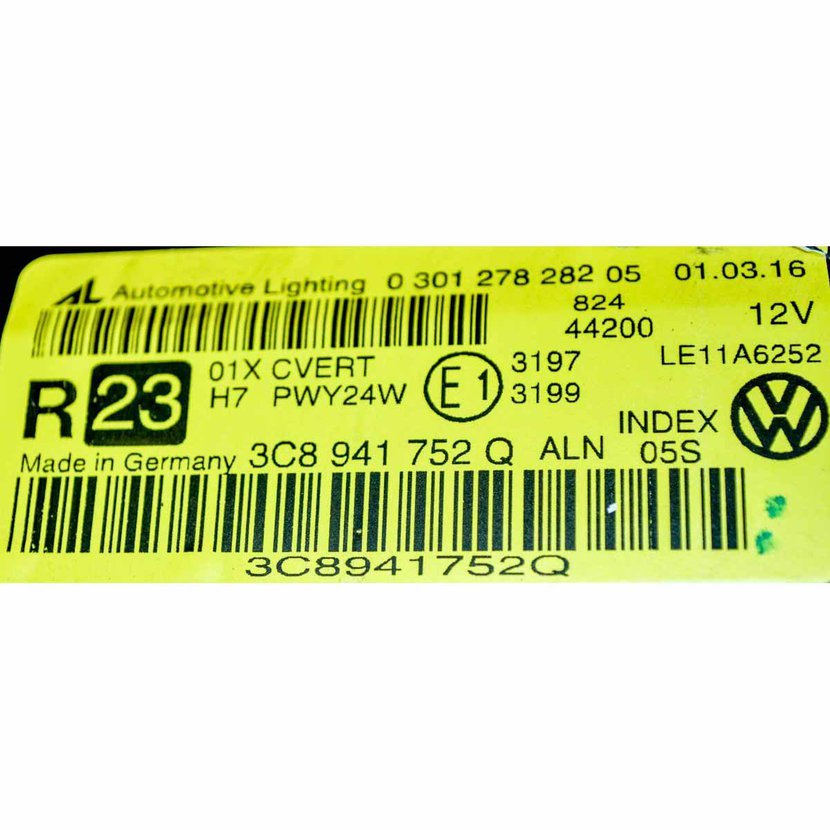 AL Automotive Lighting 0 301 278 282 05 01.03.16
824
44200 12V
R 23 01X CVERT
H7 PWY24W E1 3197
3199 LE11A6252
INDEX
05S
Made in Germany 3C8 941 752 Q ALN
3C8941752Q